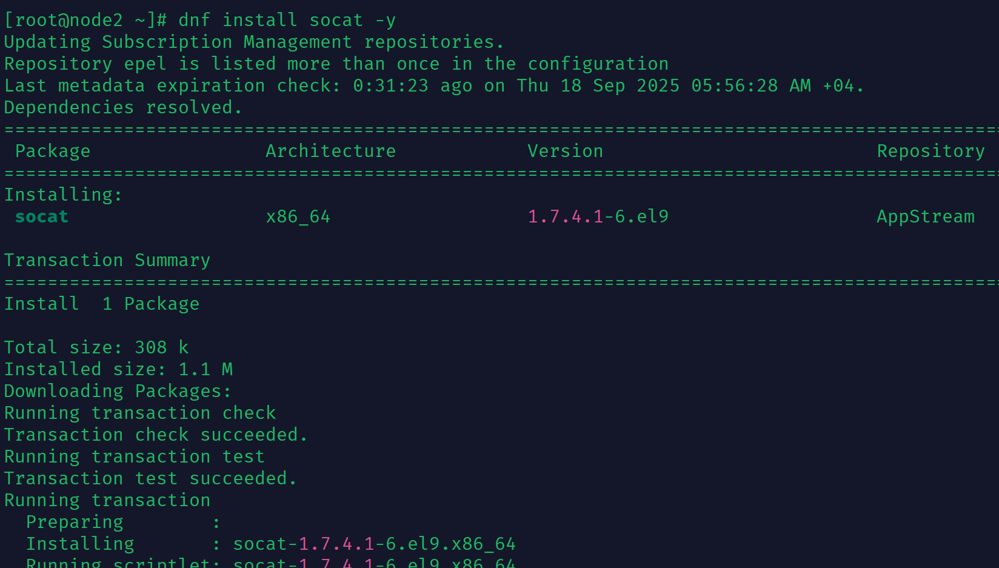 [root@node2 ~]# dnf install socat -y
Updating Subscription Management repositories.
Repository epel is listed more than once in the configuration
Last metadata expiration check: 0:31:23 ago on Thu 18 Sep 2025 05:56:28 AM +04.
Dependencies resolved.
===========================================================================================
 Package                Architecture            Version                         Repository
===========================================================================================
Installing:
 socat                  x86_64                  1.7.4.1-6.el9                   AppStream

Transaction Summary
===========================================================================================
Install  1 Package

Total size: 308 k
Installed size: 1.1 M
Downloading Packages:
Running transaction check
Transaction check succeeded.
Running transaction test
Transaction test succeeded.
Running transaction
  Preparing        :
  Installing       : socat-1.7.4.1-6.el9.x86_64
  Running scriptlet: socat-1.7.4.1-6.el9.x86_64